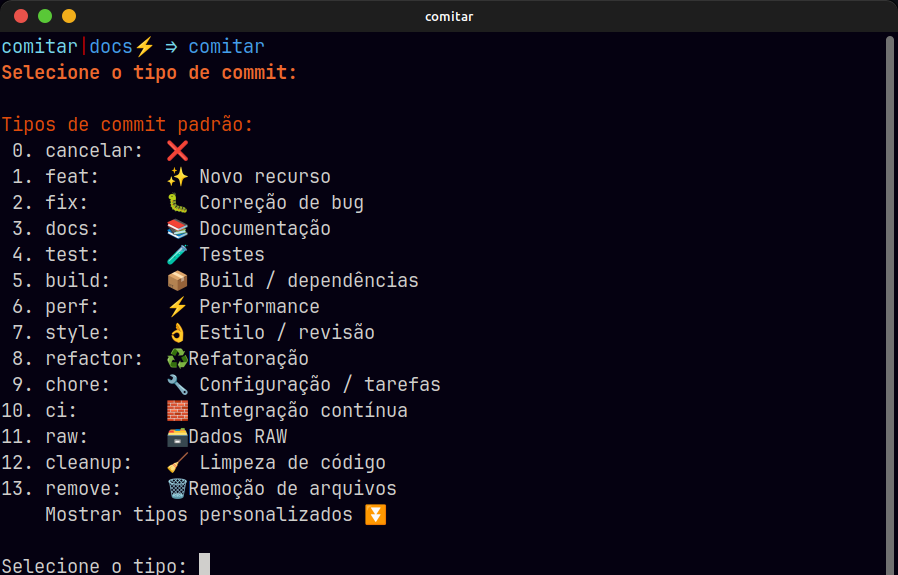 comitar
comitar|docs⚡ ⇒ comitar
Selecione o tipo de commit:
Tipos de commit padrão:
0. cancelar: ❌
1. feat: ✨ Novo recurso
2. fix: 🐛 Correção de bug
3. docs: 📚 Documentação
4. test: 🧪 Testes
5. build: 📦 Build / dependências
6. perf: ⚡ Performance
7. style: 👌 Estilo / revisão
8. refactor: ♻️Refatoração
9. chore: 🔧 Configuração / tarefas
10. ci: 🧱 Integração contínua
11. raw: 🗃️Dados RAW
12. cleanup: 🧹 Limpeza de código
13. remove: 🗑️Remoção de arquivos
Mostrar tipos personalizados ⏬
Selecione o tipo: